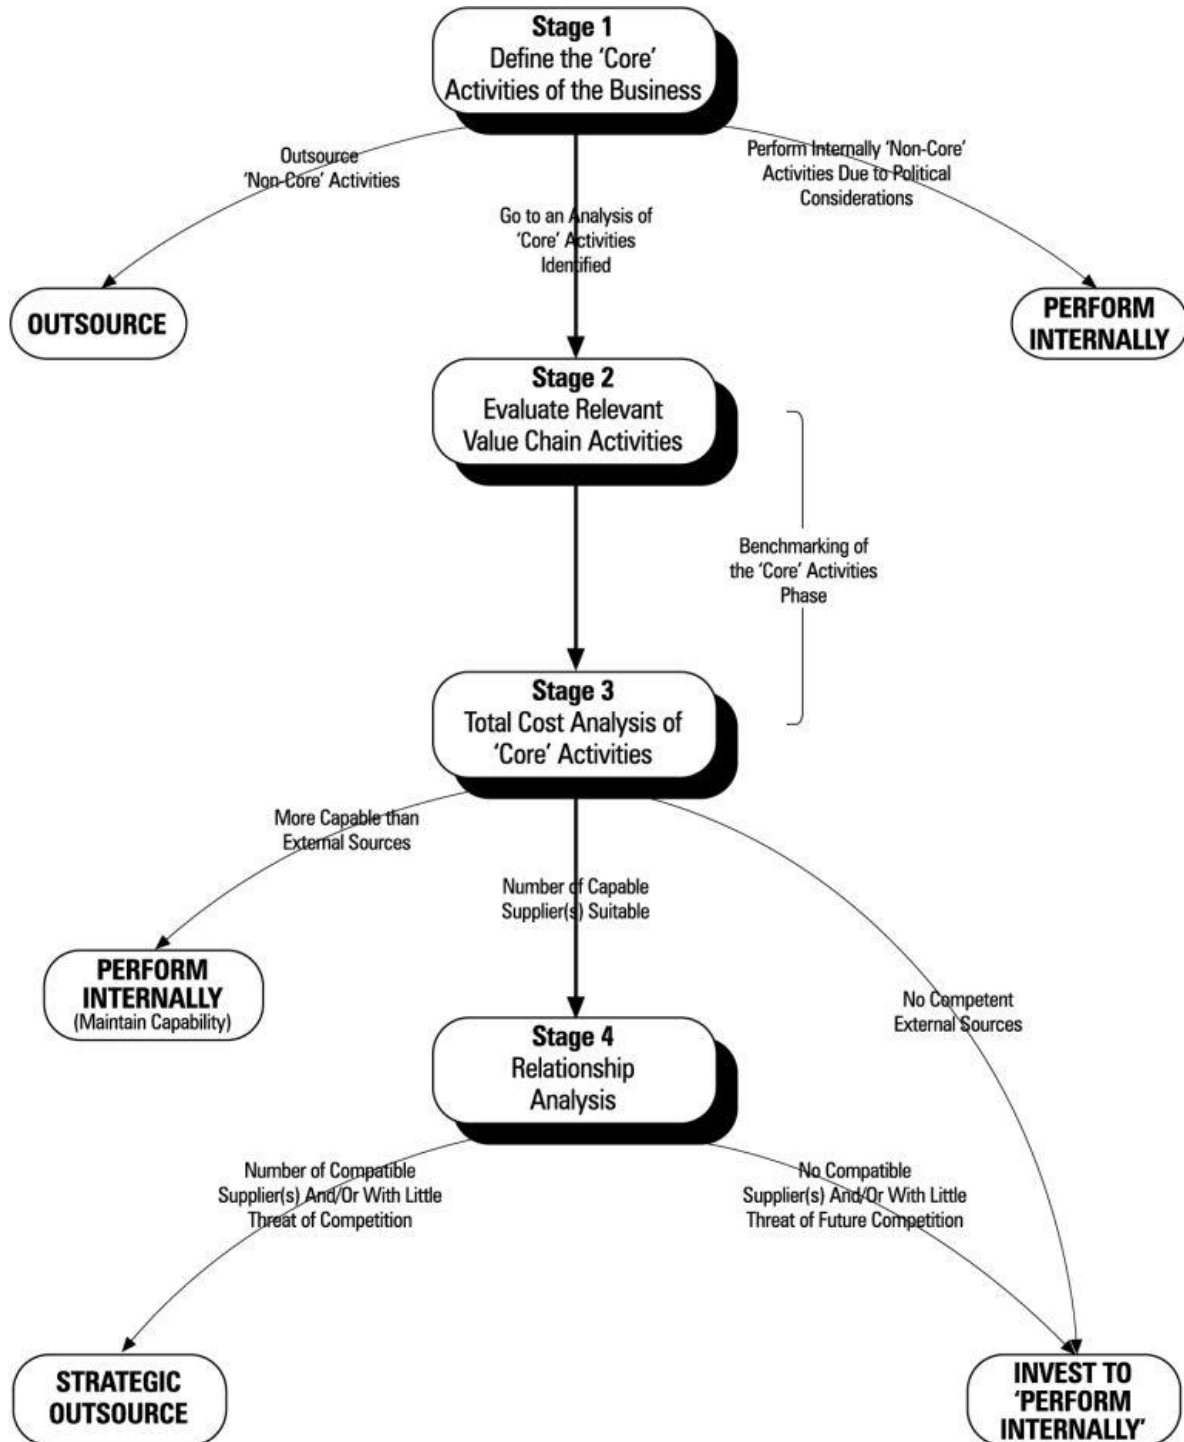 Stage 1
Define the ‘Core’
Activities of the Business
Outsource
‘Non-Core’ Activities
Go to an Analysis of
‘Core’ Activities
Identified
Perform Internally ‘Non-Core’
Activities Due to Political
Considerations
OUTSOURCE
PERFORM
INTERNALLY
Stage 2
Evaluate Relevant
Value Chain Activities
Benchmarking of
the ‘Core’ Activities
Phase
Stage 3
Total Cost Analysis of
‘Core’ Activities
More Capable than
External Sources
Number of Capable
Supplier(s) Suitable
No Competent
External Sources
PERFORM
INTERNALLY
(Maintain Capability)
Stage 4
Relationship
Analysis
Number of Compatible
Supplier(s) And/Or With Little
Threat of Competition
No Compatible
Supplier(s) And/Or With Little
Threat of Future Competition
STRATEGIC
OUTSOURCE
INVEST TO
‘PERFORM
INTERNALLY’